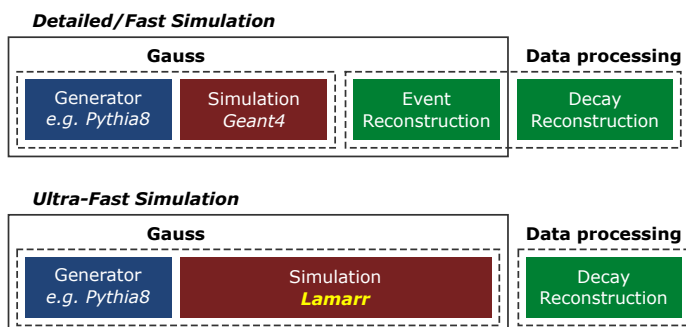 Detailed/Fast Simulation
Gauss
Data processing
Generator
e.g. Pythia8
Simulation
Geant4
Event
Reconstruction
Decay
Reconstruction
Ultra-Fast Simulation
Gauss
Data processing
Generator
e.g. Pythia8
Simulation
Lamarr
Decay
Reconstruction